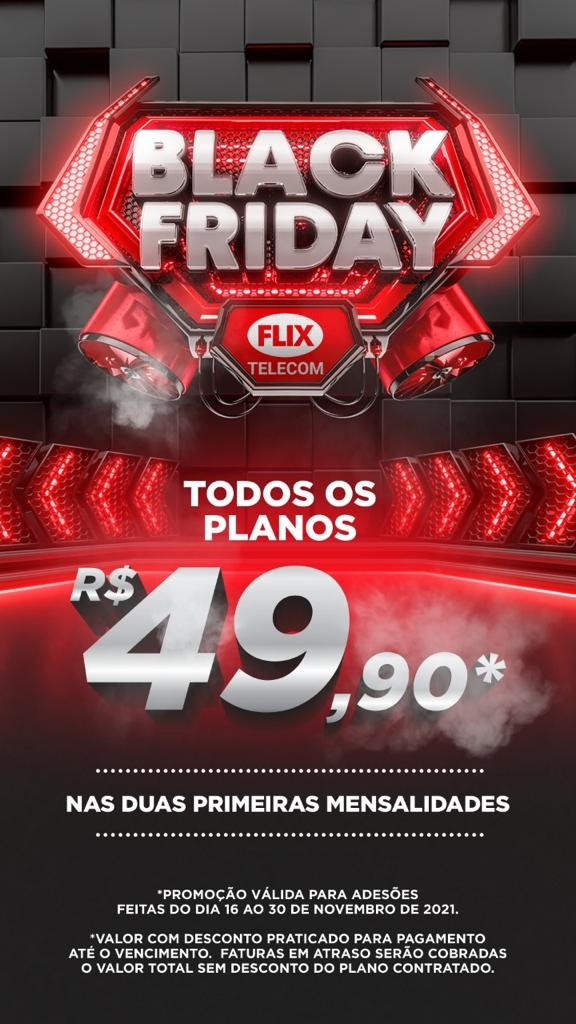 BLACK
FRIDAY
FLIX
TELECOM
TODOS OS
PLANOS
R$49,90*
NAS DUAS PRIMEIRAS MENSALIDADES
*PROMOÇÃO VÁLIDA PARA ADESÕES
FEITAS DO DIA 16 AO 30 DE NOVEMBRO DE 2021.
*VALOR COM DESCONTO PRATICADO PARA PAGAMENTO
ATÉ O VENCIMENTO. FATURAS EM ATRASO SERÃO COBRADAS
O VALOR TOTAL SEM DESCONTO DO PLANO CONTRATADO.